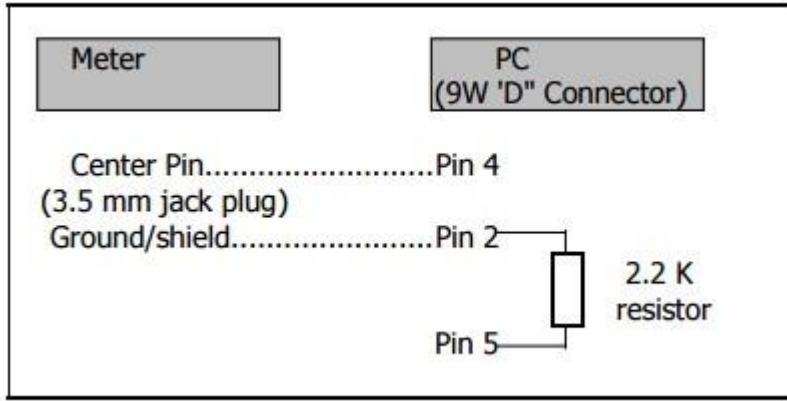 Meter
PC
(9W 'D" Connector)
Center Pin..........................Pin 4
(3.5 mm jack plug)
Ground/shield.......................Pin 2
2.2 K
resistor
Pin 5